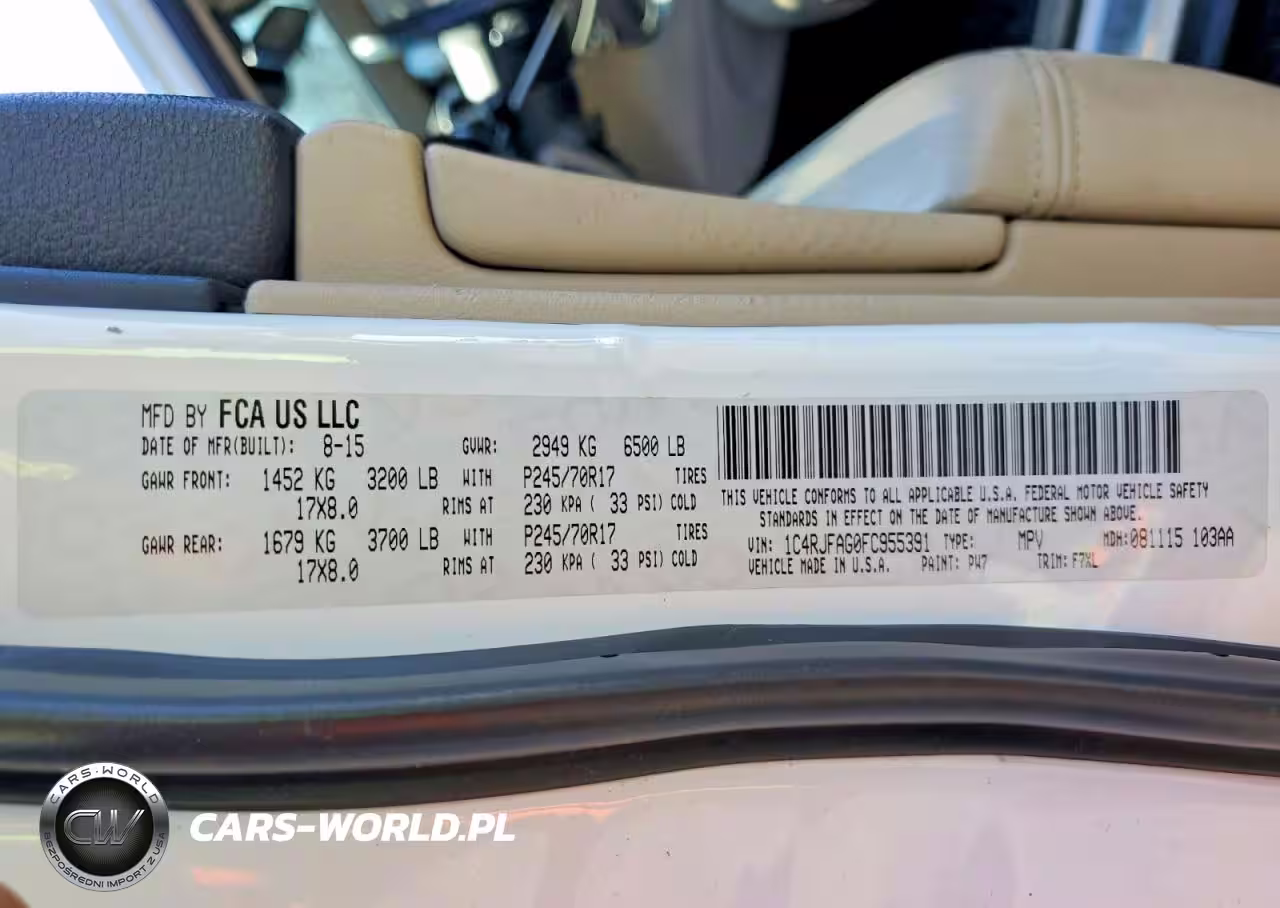 MFD BY FCA US LLC
DATE OF MFR(BUILT): 8-15 GVWR: 2949 KG 6500 LB
GAWR FRONT: 1452 KG 3200 LB WITH P245/70R17 TIRES
17X8.0 RIMS AT 230 KPA ( 33 PSI) COLD
GAWR REAR: 1679 KG 3700 LB WITH P245/70R17 TIRES
17X8.0 RIMS AT 230 KPA ( 33 PSI) COLD
THIS VEHICLE CONFORMS TO ALL APPLICABLE U.S.A. FEDERAL MOTOR VEHICLE SAFETY
STANDARDS IN EFFECT ON THE DATE OF MANUFACTURE SHOWN ABOVE.
VIN: 1C4RJFAG0FC955391 TYPE: MPV MDH:081115 103AA
VEHICLE MADE IN U.S.A. PAINT: PW7 TRIM: F7XL
CARS-WORLD
CW
BEZPOŚREDNI IMPORT Z USA
CARS-WORLD.PL